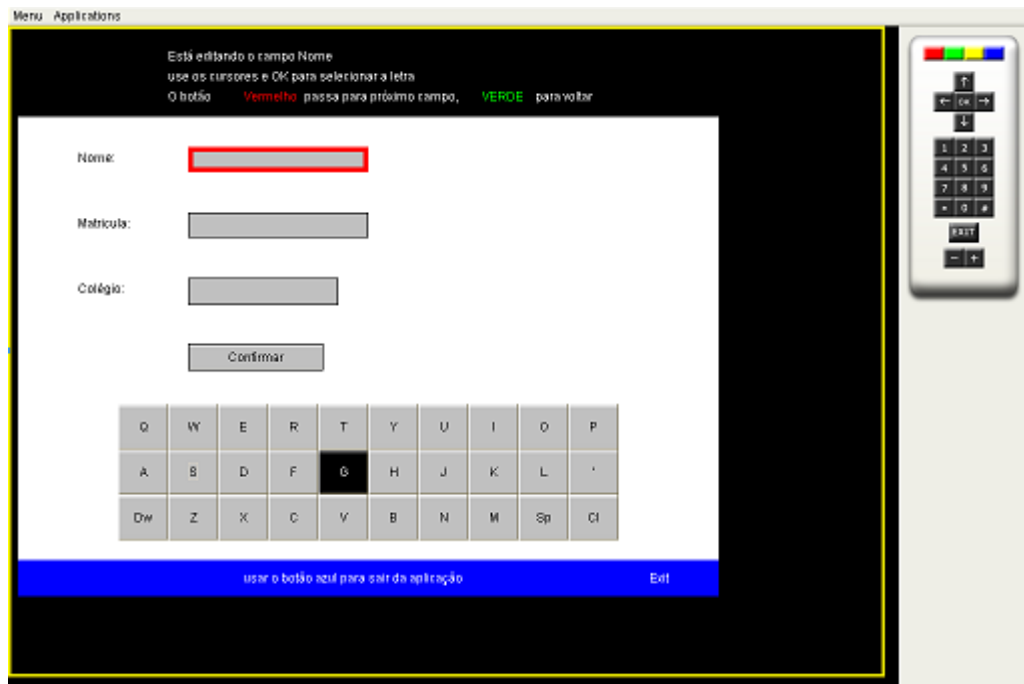 Menu Applications
Está editando o campo Nome
use os cursores e OK para selecionar a letra
O botão Vermelho passa para próximo campo, VERDE para voltar
Nome:
Matricula:
Colégio:
Confirmar
Q W E R T Y U I O P
A S D F G H J K L '
Dw Z X C V B N M Sp Cl
usar o botão azul para sair da aplicação Exit
OK
1 2 3
4 5 6
7 8 9
0 #
EXIT
- +